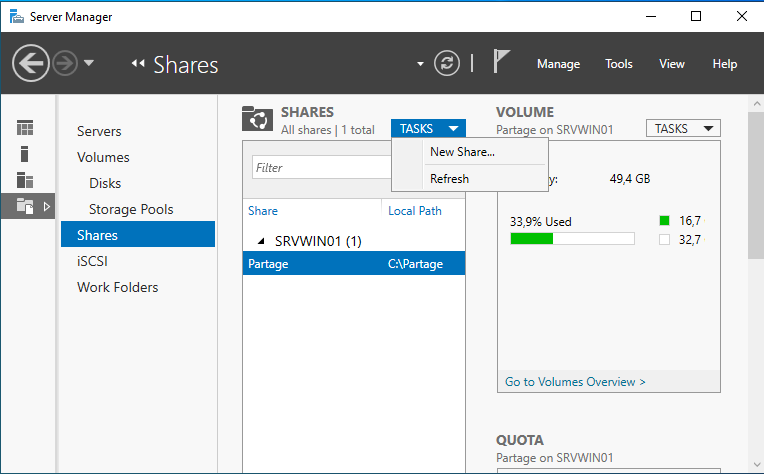 Server Manager
Shares
Manage Tools View Help
Servers
Volumes
Disks
Storage Pools
Shares
iSCSI
Work Folders
SHARES
All shares | 1 total
TASKS
New Share...
Refresh
Filter
Share Local Path
SRVWIN01 (1)
Partage C:\Partage
VOLUME
Partage on SRVWIN01
TASKS
y: 49,4 GB
33,9% Used
16,7
32,7
Go to Volumes Overview >
QUOTA
Partage on SRVWIN01